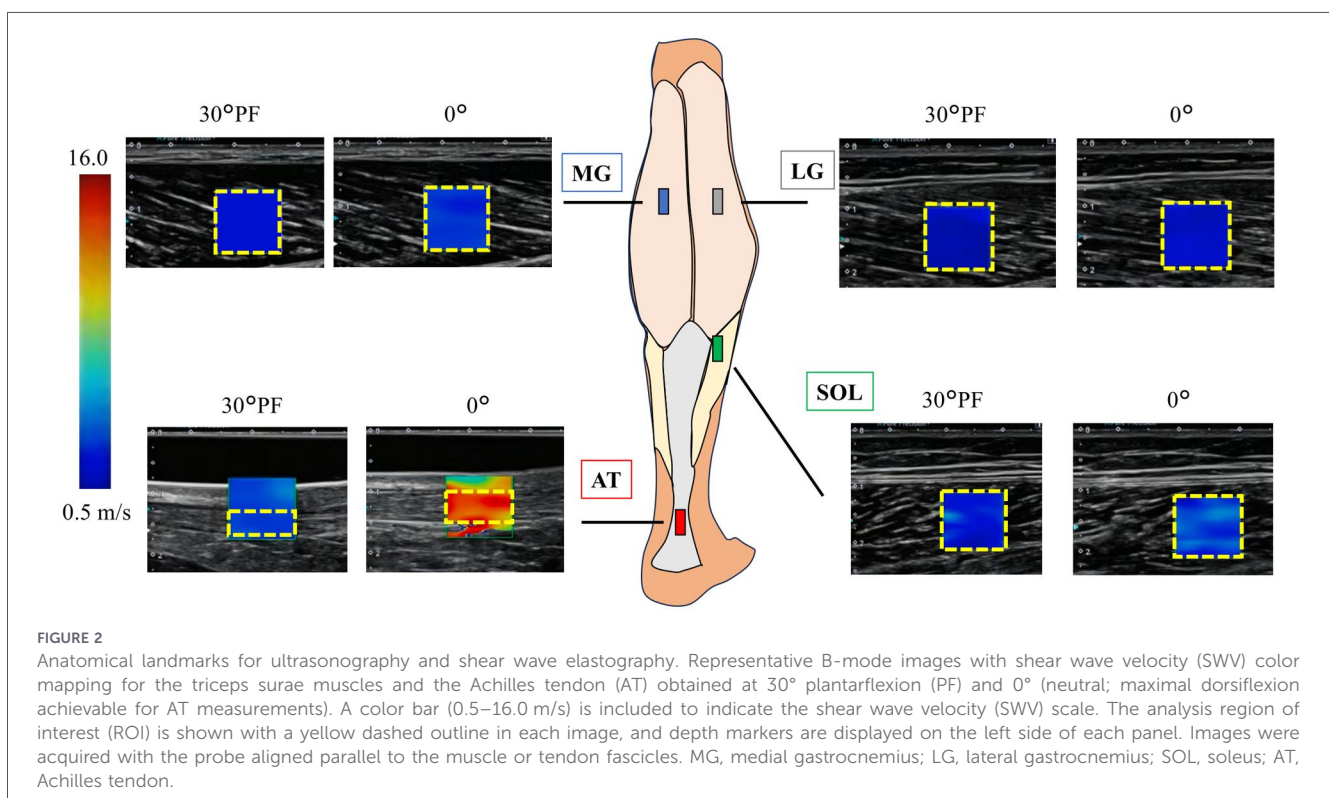 30°PF
0°
30°PF
0°
16.0
MG
LG
30°PF
0°
SOL
30°PF
0°
0.5 m/s
AT
FIGURE 2
Anatomical landmarks for ultrasonography and shear wave elastography. Representative B-mode images with shear wave velocity (SWV) color
mapping for the triceps surae muscles and the Achilles tendon (AT) obtained at 30° plantarflexion (PF) and 0° (neutral; maximal dorsiflexion
achievable for AT measurements). A color bar (0.5–16.0 m/s) is included to indicate the shear wave velocity (SWV) scale. The analysis region of
interest (ROI) is shown with a yellow dashed outline in each image, and depth markers are displayed on the left side of each panel. Images were
acquired with the probe aligned parallel to the muscle or tendon fascicles. MG, medial gastrocnemius; LG, lateral gastrocnemius; SOL, soleus; AT,
Achilles tendon.